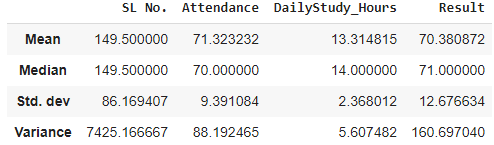 SL No. Attendance DailyStudy_Hours Result
Mean 149.500000 71.323232 13.314815 70.380872
Median 149.500000 70.000000 14.000000 71.000000
Std. dev 86.169407 9.391084 2.368012 12.676634
Variance 7425.166667 88.192465 5.607482 160.697040